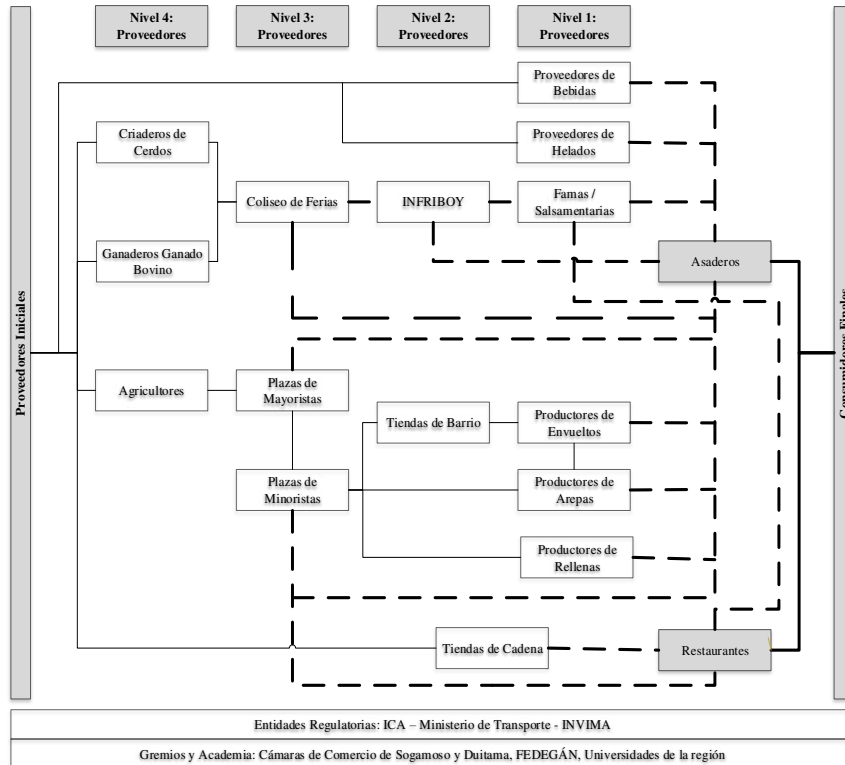 Nivel 4:
Proveedores
Nivel 3:
Proveedores
Nivel 2:
Proveedores
Nivel 1:
Proveedores
Proveedores Iniciales
Consumidores Finales
Proveedores de
Bebidas
Criaderos de
Cerdos
Proveedores de
Helados
Coliseo de Ferias
INFRIBOY
Famas /
Salsamentarias
Ganaderos Ganado
Bovino
Asaderos
Agricultores
Plazas de
Mayoristas
Tiendas de Barrio
Productores de
Envueltos
Plazas de
Minoristas
Productores de
Arepas
Productores de
Rellenas
Tiendas de Cadena
Restaurantes
Entidades Regulatorias: ICA – Ministerio de Transporte - INVIMA
Gremios y Academia: Cámaras de Comercio de Sogamoso y Duitama, FEDEGÁN, Universidades de la región